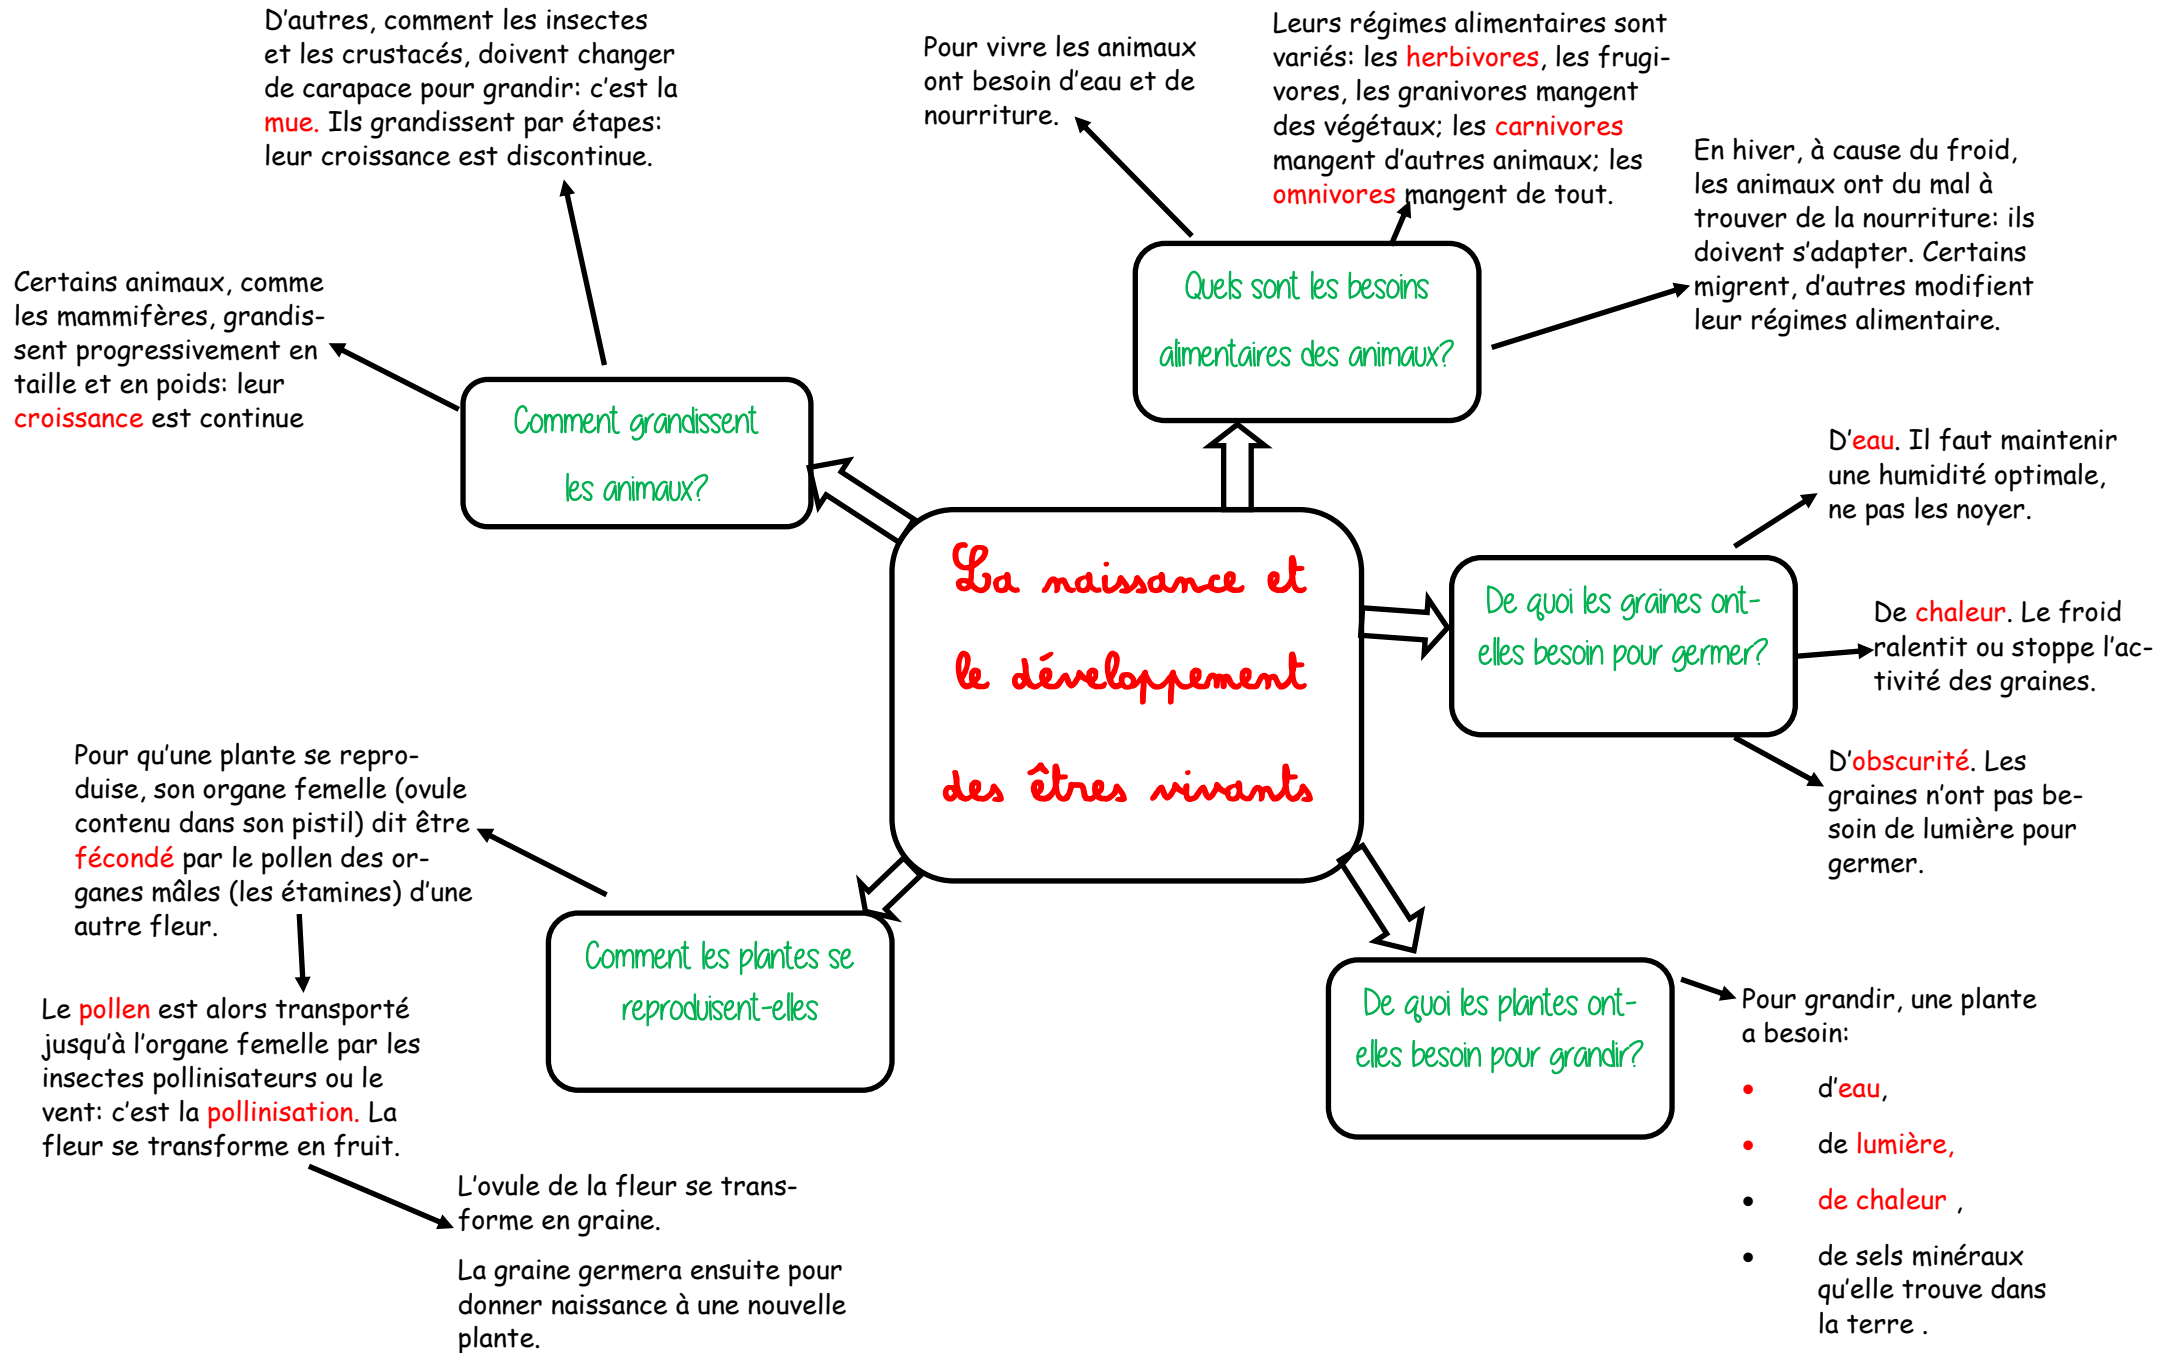 D'autres, comment les insectes
et les crustacés, doivent changer
de carapace pour grandir: c'est la
mue. Ils grandissent par étapes:
leur croissance est discontinue.
Pour vivre les animaux
ont besoin d'eau et de
nourriture.
Leurs régimes alimentaires sont
variés: les herbivores, les frugi-
vores, les granivores mangent
des végétaux; les carnivores
mangent d'autres animaux; les
omnivores mangent de tout.
En hiver, à cause du froid,
les animaux ont du mal à
trouver de la nourriture: ils
doivent s'adapter. Certains
migrent, d'autres modifient
leur régimes alimentaire.
Certains animaux, comme
les mammifères, grandis-
sent progressivement en
taille et en poids: leur
croissance est continue
Quels sont les besoins
alimentaires des animaux?
Comment grandissent
les animaux?
D'eau. Il faut maintenir
une humidité optimale,
ne pas les noyer.
La naissance et
le développement
des êtres vivants
De quoi les graines ont-
elles besoin pour germer?
De chaleur. Le froid
ralentit ou stoppe l'ac-
tivité des graines.
D'obscurité. Les
graines n'ont pas be-
soin de lumière pour
germer.
Pour qu'une plante se repro-
duise, son organe femelle (ovule
contenu dans son pistil) dit être
fécondé par le pollen des or-
ganes mâles (les étamines) d'une
autre fleur.
Comment les plantes se
reproduisent-elles
Le pollen est alors transporté
jusqu'à l'organe femelle par les
insectes pollinisateurs ou le
vent: c'est la pollinisation. La
fleur se transforme en fruit.
L'ovule de la fleur se trans-
forme en graine.
La graine germera ensuite pour
donner naissance à une nouvelle
plante.
De quoi les plantes ont-
elles besoin pour grandir?
Pour grandir, une plante
a besoin:
• d'eau,
• de lumière,
• de chaleur ,
• de sels minéraux
qu'elle trouve dans
la terre .